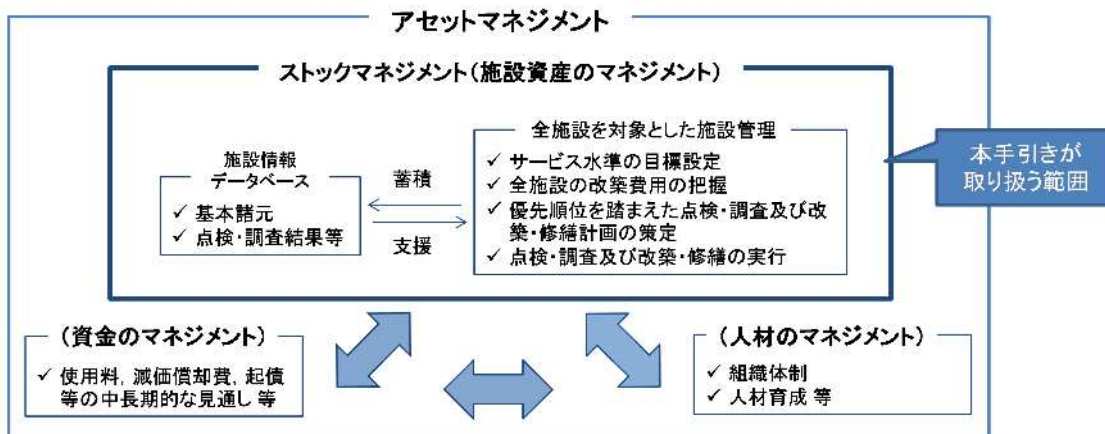 アセットマネジメント
ストックマネジメント(施設資産のマネジメント)
施設情報
データベース
✓ 基本諸元
✓ 点検・調査結果等
蓄積
支援
全施設を対象とした施設管理
✓ サービス水準の目標設定
✓ 全施設の改築費用の把握
✓ 優先順位を踏まえた点検・調査及び改
築・修繕計画の策定
✓ 点検・調査及び改築・修繕の実行
本手引きが
取り扱う範囲
(資金のマネジメント)
✓ 使用料,減価償却費,起債
等の中長期的な見通し 等
(人材のマネジメント)
✓ 組織体制
✓ 人材育成 等